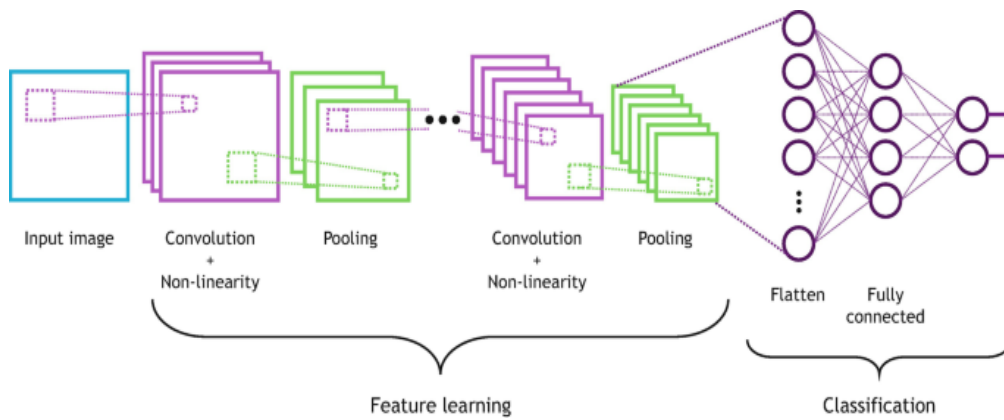 Input image
Convolution
+
Non-linearity
Pooling
Convolution
+
Non-linearity
Pooling
Flatten
Fully
connected
Feature learning
Classification